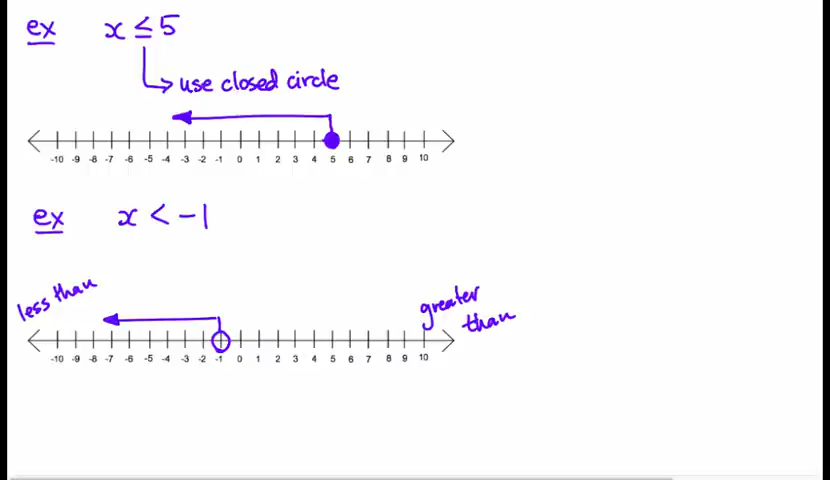 ex x ≤ 5
use closed circle
-10 -9 -8 -7 -6 -5 -4 -3 -2 -1 0 1 2 3 4 5 6 7 8 9 10
ex x < -1
less than
greater
than
-10 -9 -8 -7 -6 -5 -4 -3 -2 -1 0 1 2 3 4 5 6 7 8 9 10